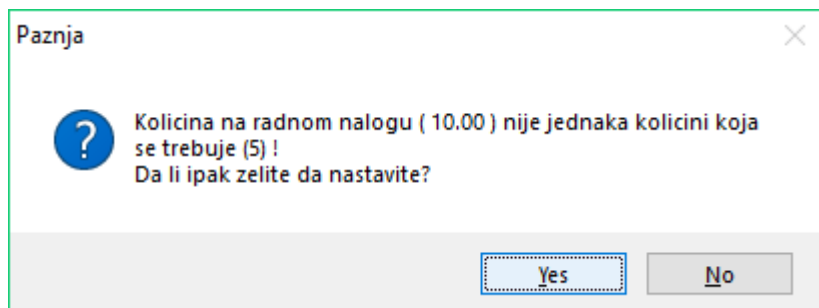 Paznja
Kolicina na radnom nalogu ( 10.00 ) nije jednaka kolicini koja
se trebuje (5) !
Da li ipak zelite da nastavite?
Yes
No